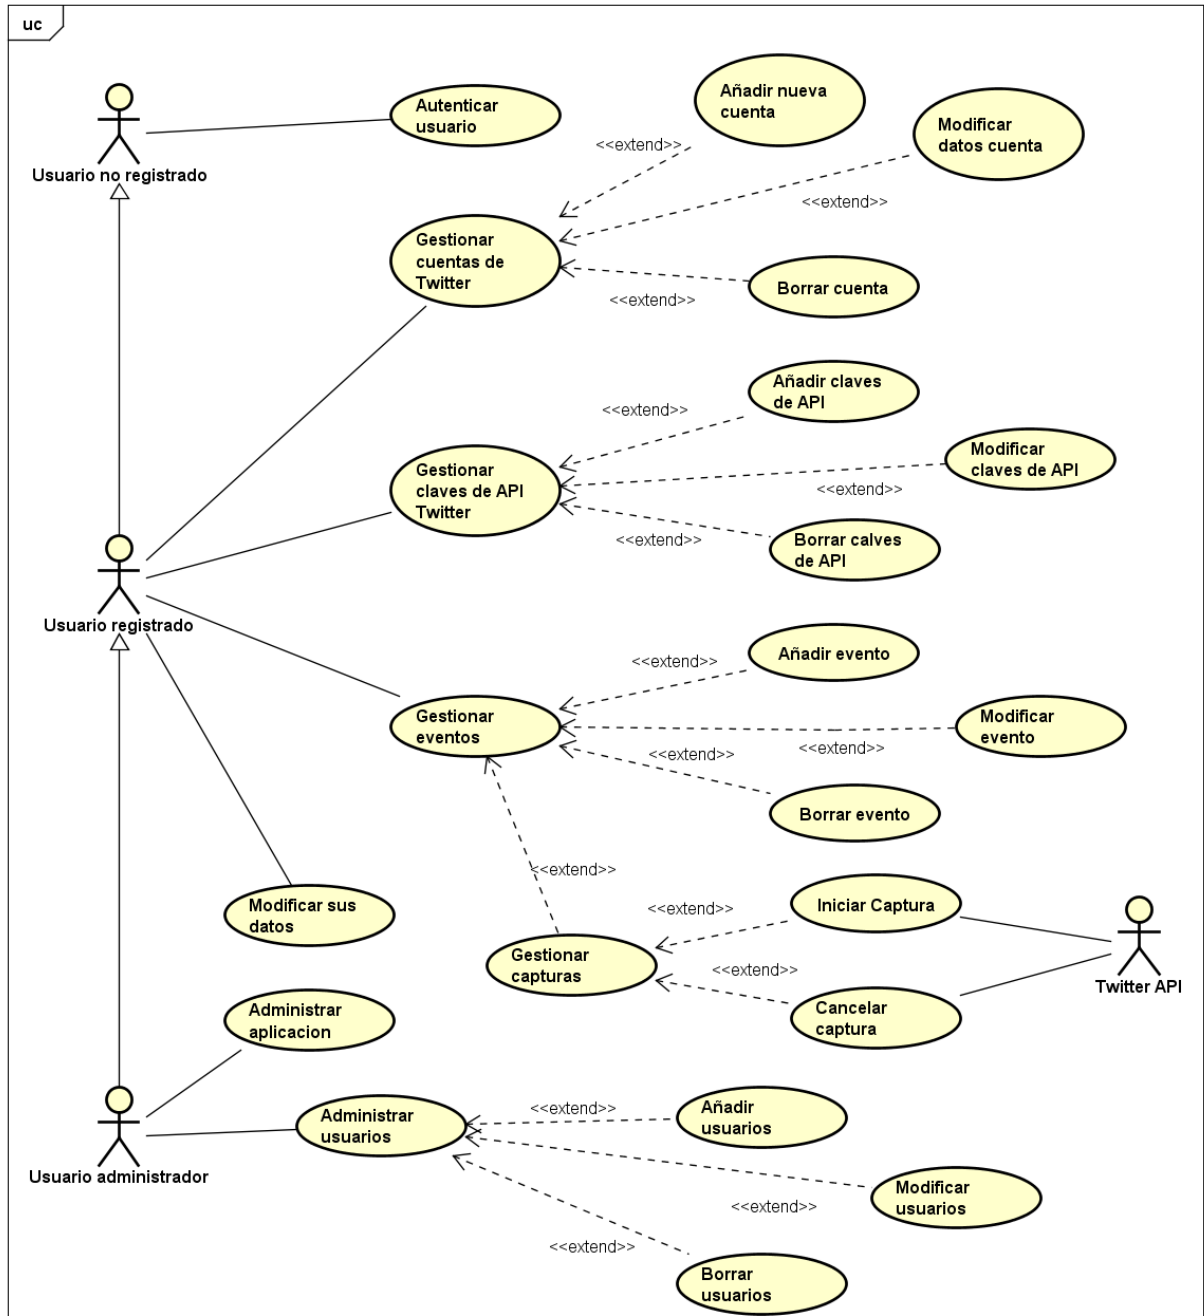 uc
Añadir nueva
cuenta
Autenticar
usuario
Modificar
datos cuenta
<<extend>>
Usuario no registrado
<<extend>>
Gestionar
cuentas de
Twitter
Borrar cuenta
<<extend>>
Añadir claves
de API
<<extend>>
Modificar
claves de API
Gestionar
claves de API
Twitter
<<extend>>
<<extend>>
Borrar calves
de API
Usuario registrado
Añadir evento
<<extend>>
Gestionar
eventos
Modificar
evento
<<extend>>
<<extend>>
Borrar evento
<<extend>>
Modificar sus
datos
Iniciar Captura
<<extend>>
Gestionar
capturas
<<extend>>
Twitter API
Administrar
aplicacion
Cancelar
captura
Administrar
usuarios
<<extend>>
Añadir
usuarios
Usuario administrador
Modificar
usuarios
<<extend>>
<<extend>>
Borrar
usuarios